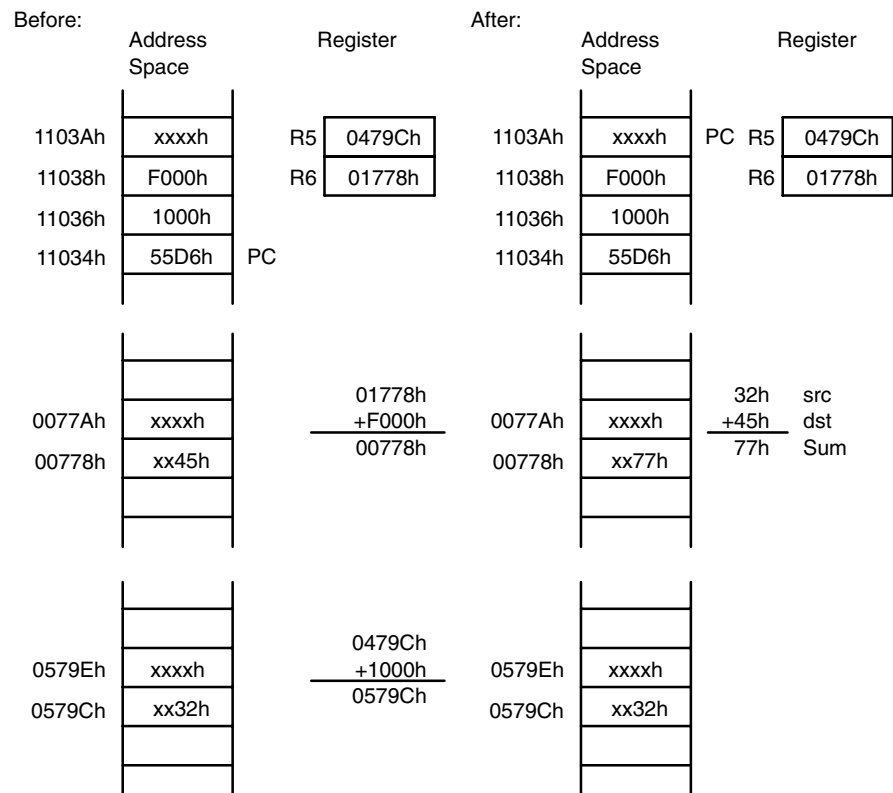 Before:
Address
Space
Register
1103Ah xxxxh R5 0479Ch
11038h F000h R6 01778h
11036h 1000h
11034h 55D6h PC
01778h
0077Ah xxxxh +F000h
00778h
00778h xx45h
0479Ch
0579Eh xxxxh +1000h
0579Ch
0579Ch xx32h
After:
Address
Space
Register
1103Ah xxxxh PC R5 0479Ch
11038h F000h R6 01778h
11036h 1000h
11034h 55D6h
32h src
0077Ah xxxxh +45h dst
77h Sum
00778h xx77h
0579Eh xxxxh
0579Ch xx32h